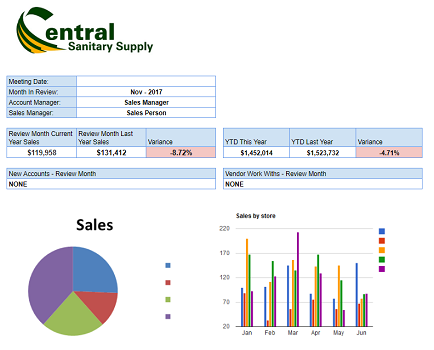 Central
Sanitary Supply
Meeting Date:
Month In Review: Nov - 2017
Account Manager: Sales Manager
Sales Manager: Sales Person
Review Month Current Year Sales Review Month Last Year Sales Variance
$119,958 $131,412 -8.72%
YTD This Year YTD Last Year Variance
$1,452,014 $1,523,732 -4.71%
New Accounts - Review Month
NONE
Vendor Work Withs - Review Month
NONE
Sales
Sales by store
220
170
120
70
20
Jan Feb Mar Apr May Jun